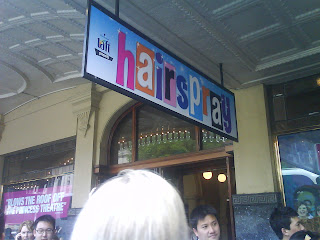 hairspray
"BLOWS THE ROOF OFF
THE PRINCESS THEATRE"